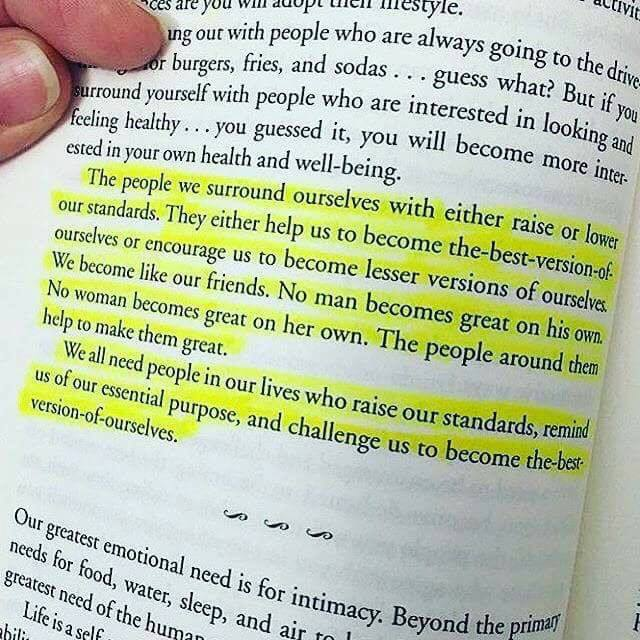 are you will adopt their lifestyle.
out with people who are always going to the drive-
or burgers, fries, and sodas . . . guess what? But if you
surround yourself with people who are interested in looking and
feeling healthy . . . you guessed it, you will become more inter-
ested in your own health and well-being.
The people we surround ourselves with either raise or lower
our standards. They either help us to become the-best-version-of-
ourselves or encourage us to become lesser versions of ourselves.
We become like our friends. No man becomes great on his own.
No woman becomes great on her own. The people around them
help to make them great.
We all need people in our lives who raise our standards, remind
us of our essential purpose, and challenge us to become the-best-
version-of-ourselves.
Our greatest emotional need is for intimacy. Beyond the primary
needs for food, water, sleep, and air
greatest need of the human
Life is a self